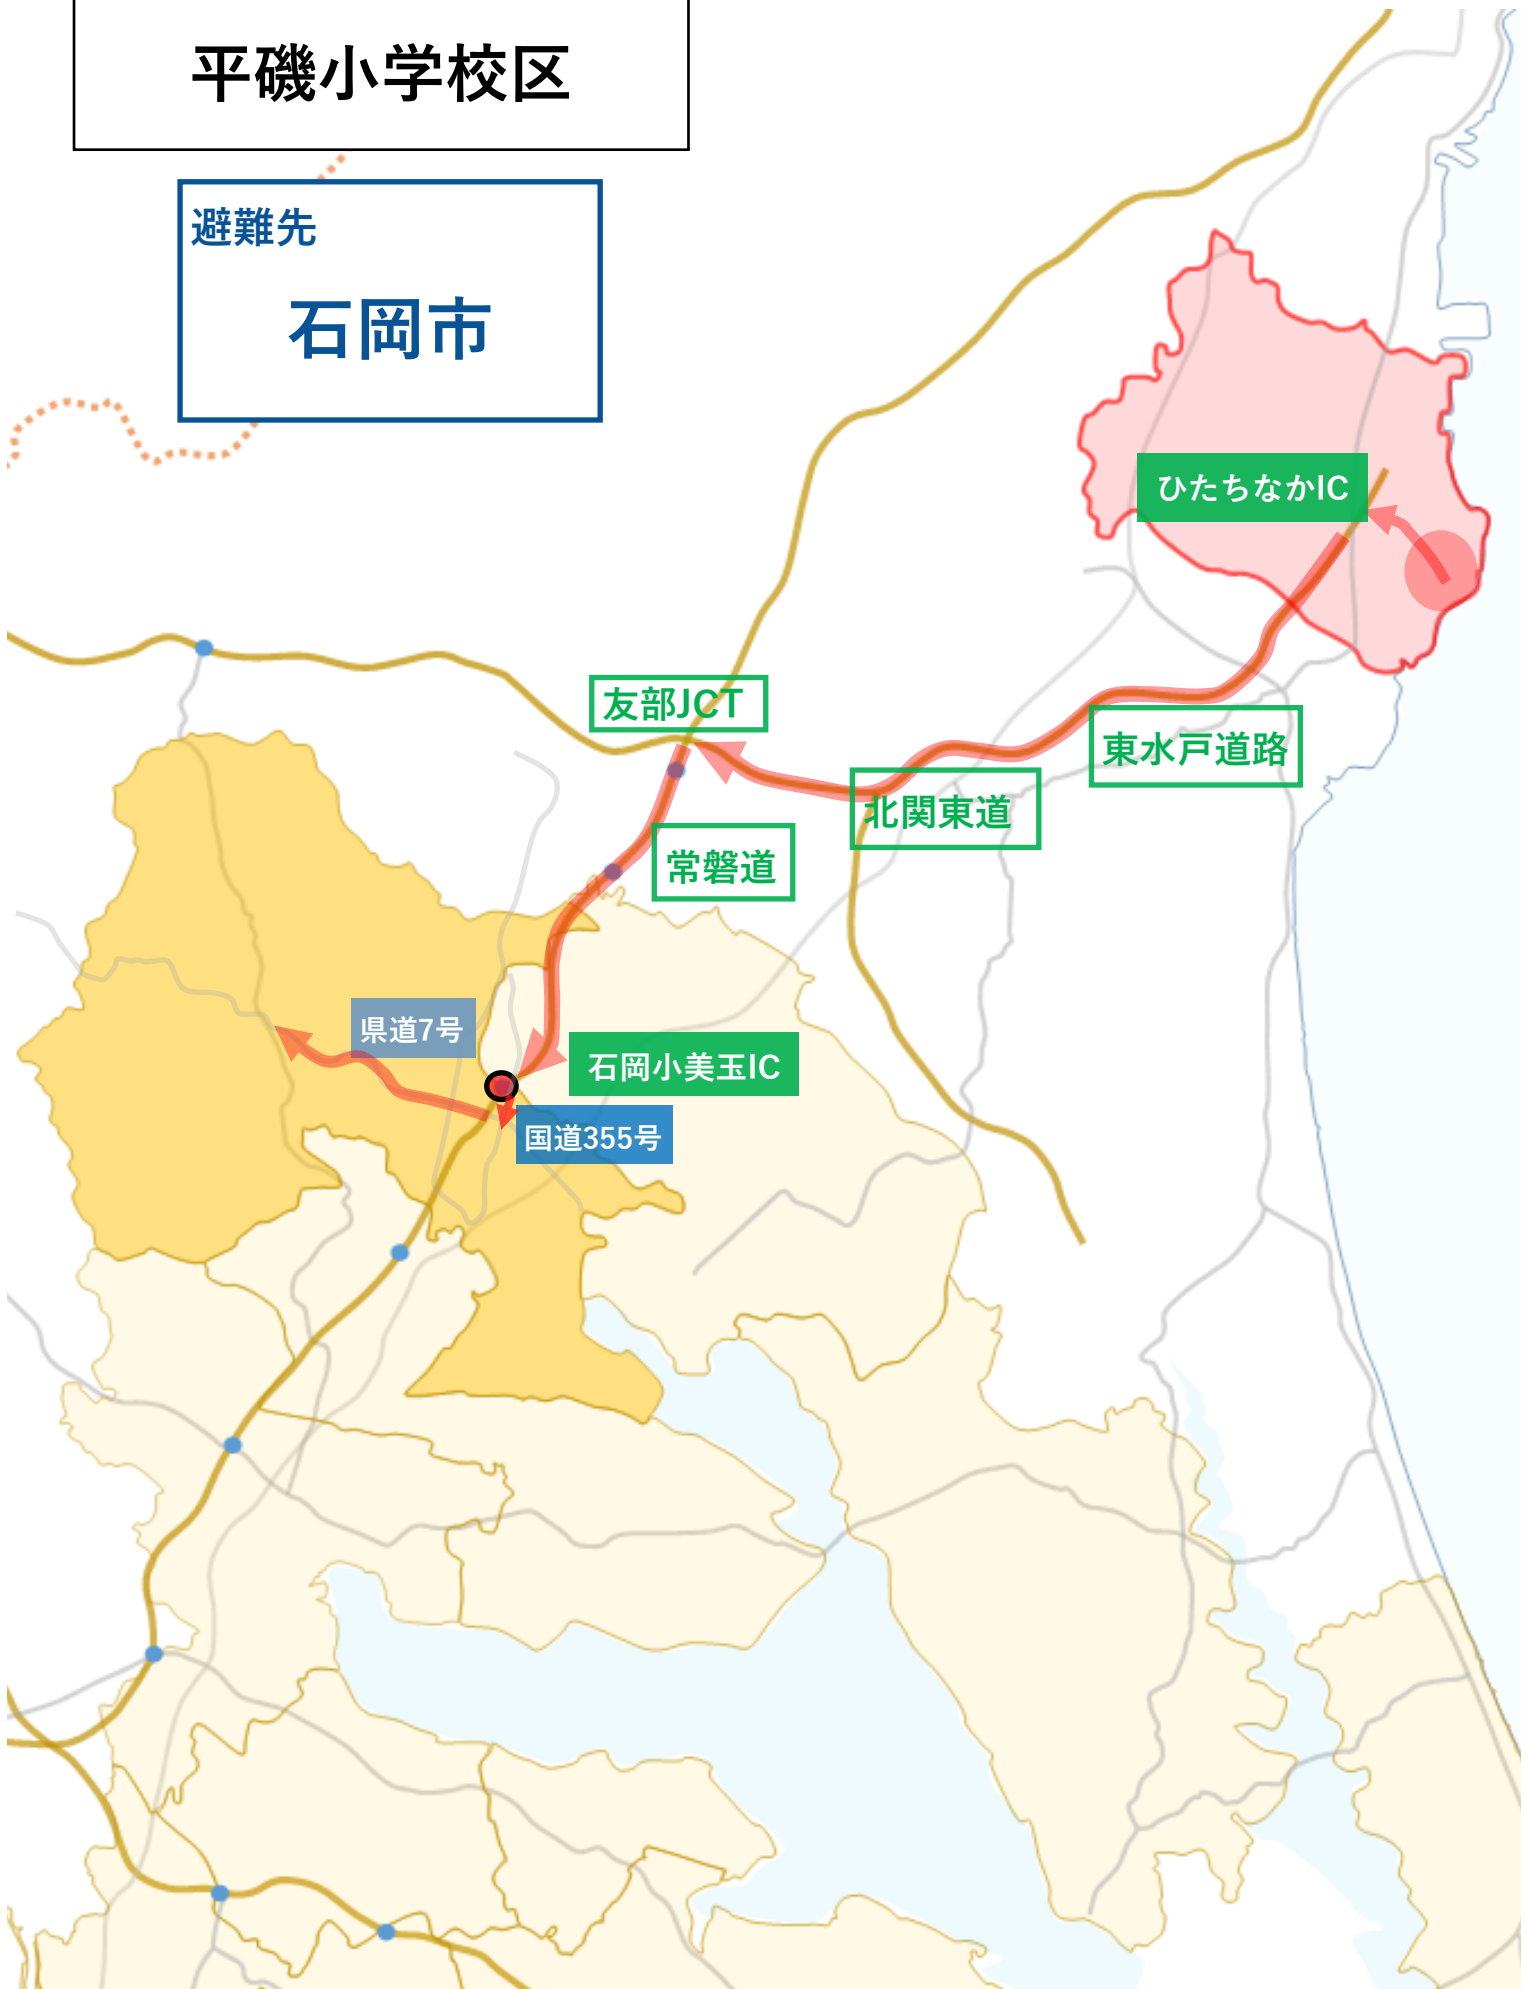 平磯小学校区
避難先
石岡市
ひたちなかIC
友部JCT
東水戸道路
北関東道
常磐道
県道7号
石岡小美玉IC
国道355号